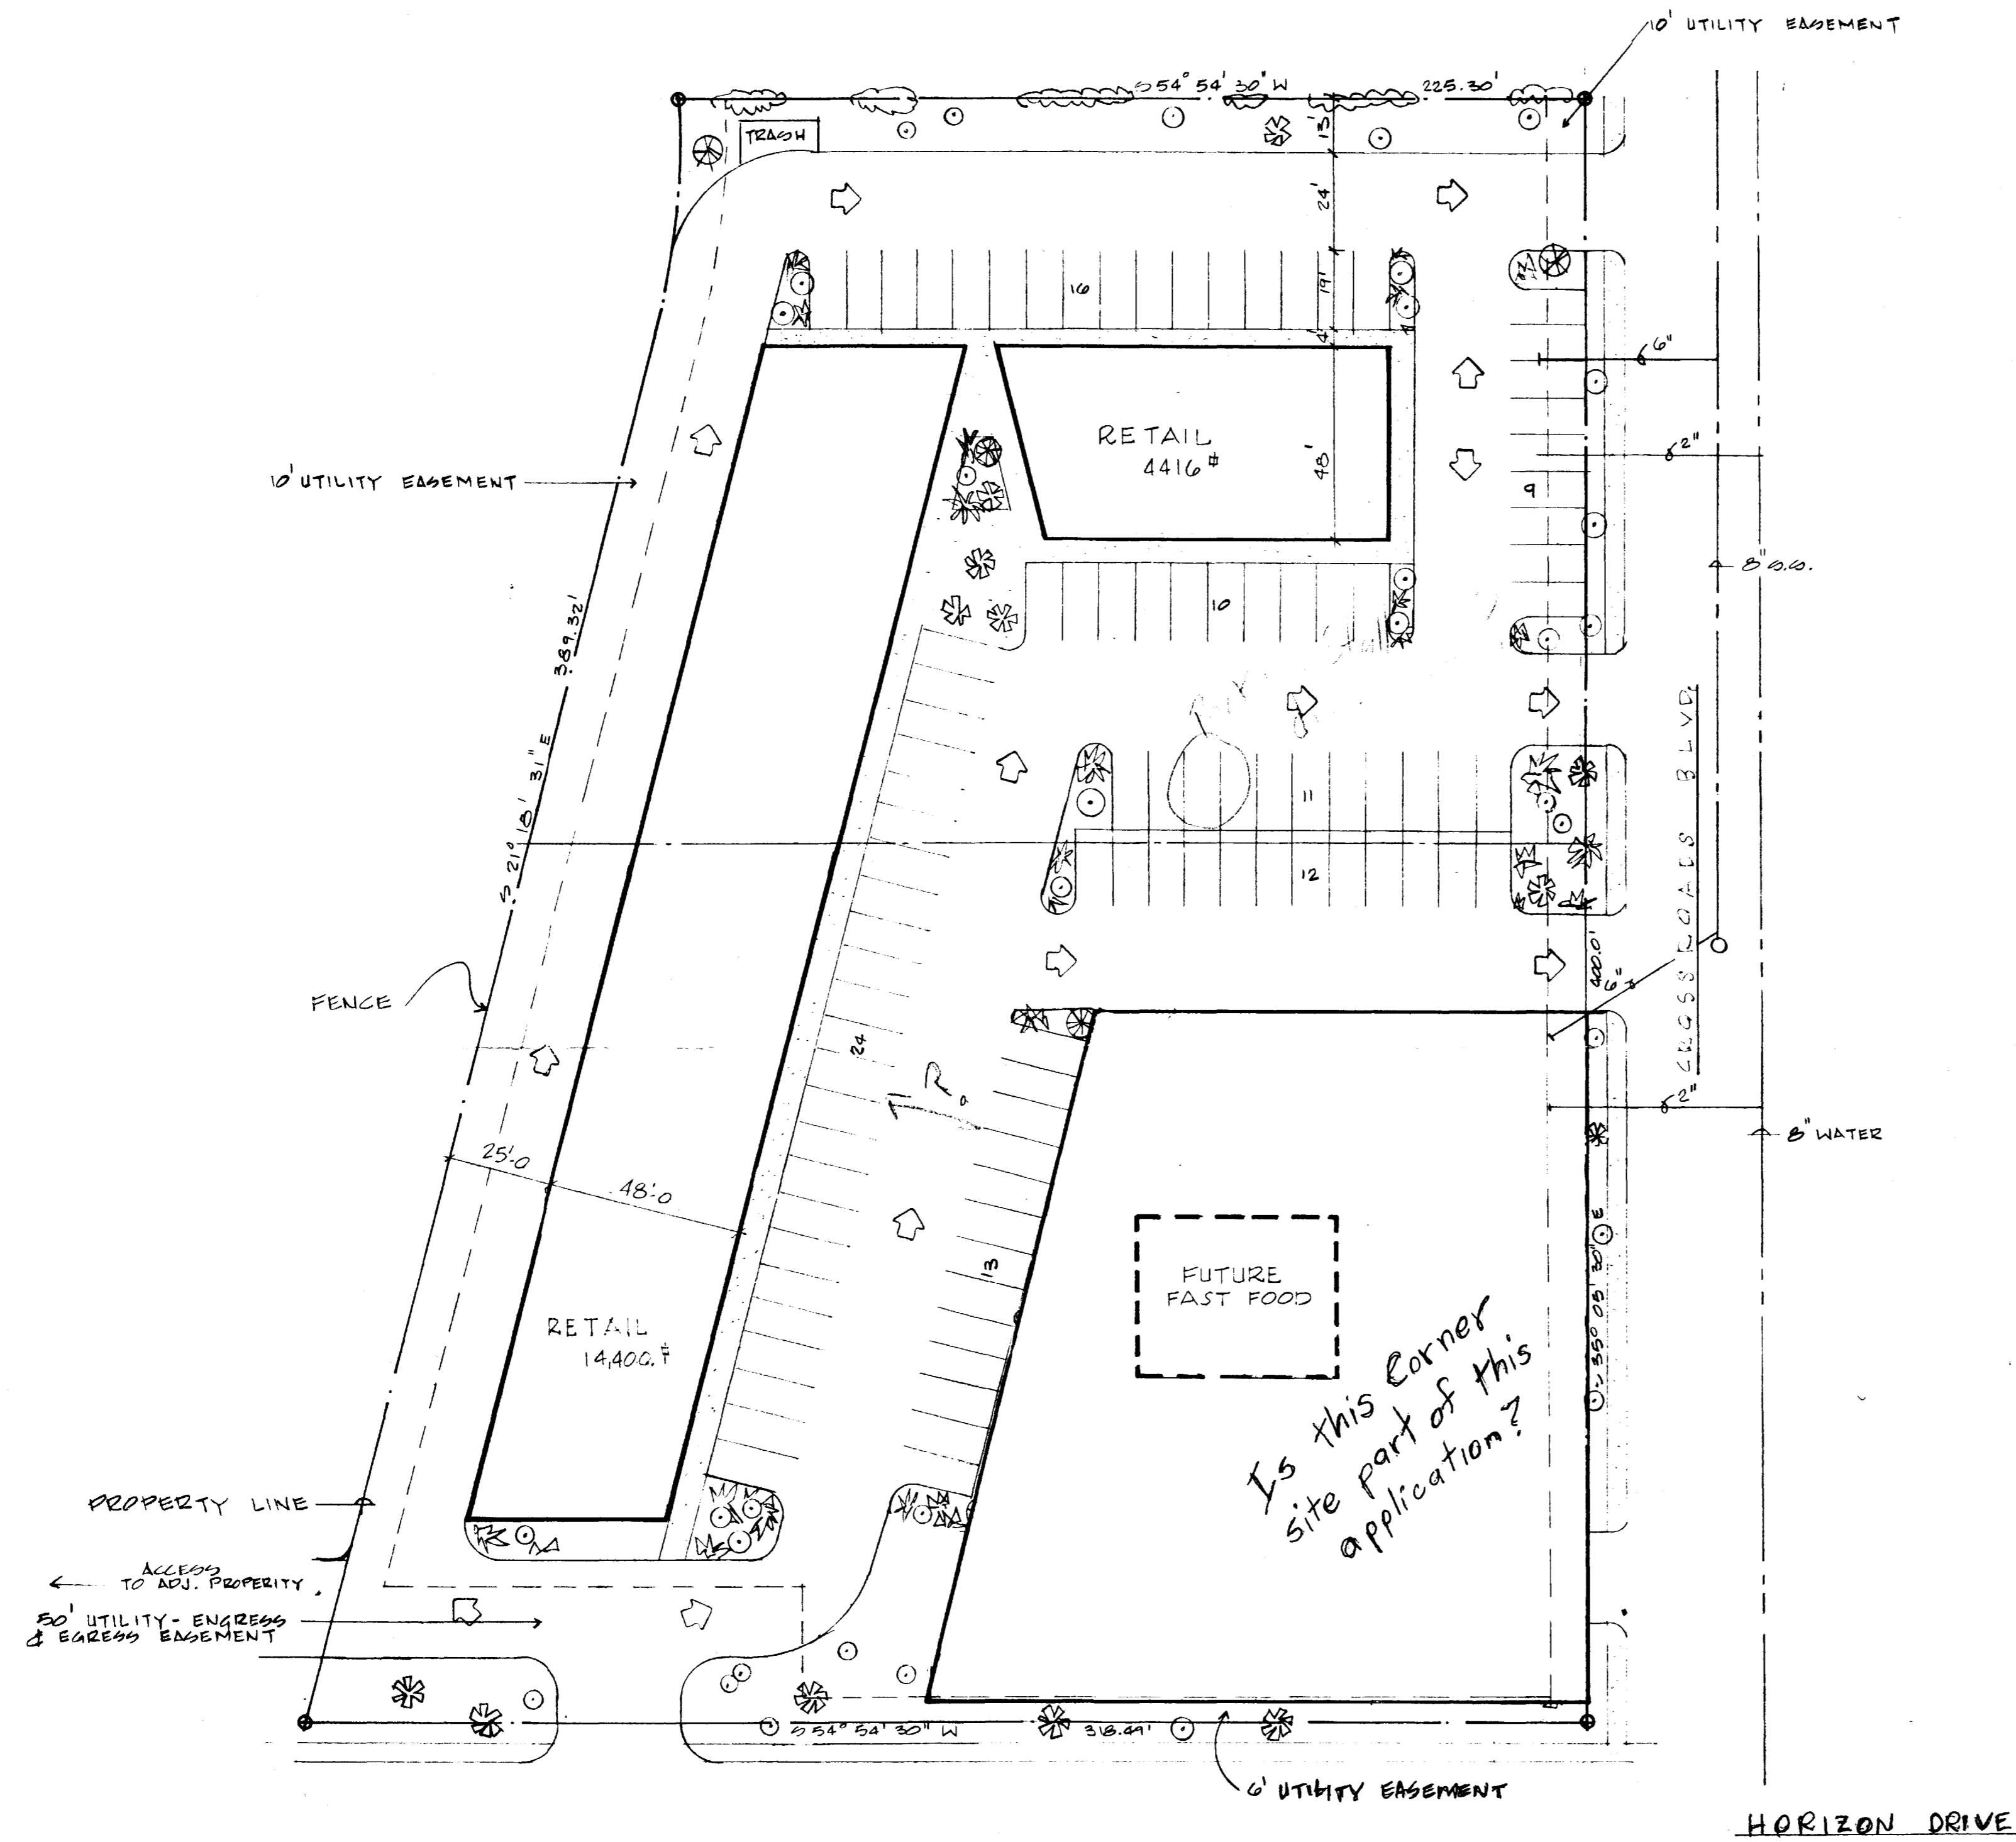 10' UTILITY EASEMENT
S 54° 54' 30" W
225.30'
TRASH
13'
24'
19'
16
4'
6"
RETAIL
4416 #
48'
2"
10' UTILITY EASEMENT
9
8" S.S.
10
389.32'
S 21° 18' 31" E
11
12
CROSSROADS BLVD.
400.0'
6"
FENCE
24
P.
2"
8" WATER
25'-0
48'-0
13
FUTURE
FAST FOOD
S 35° 05' 30" E
RETAIL
14,400. #
Is this corner
site part of this
application?
PROPERTY LINE
ACCESS
TO ADJ. PROPERITY
50' UTILITY - ENGRESS
& EGRESS EASEMENT
S 54° 54' 30" W
318.49'
6' UTILITY EASEMENT
HORIZON DRIVE